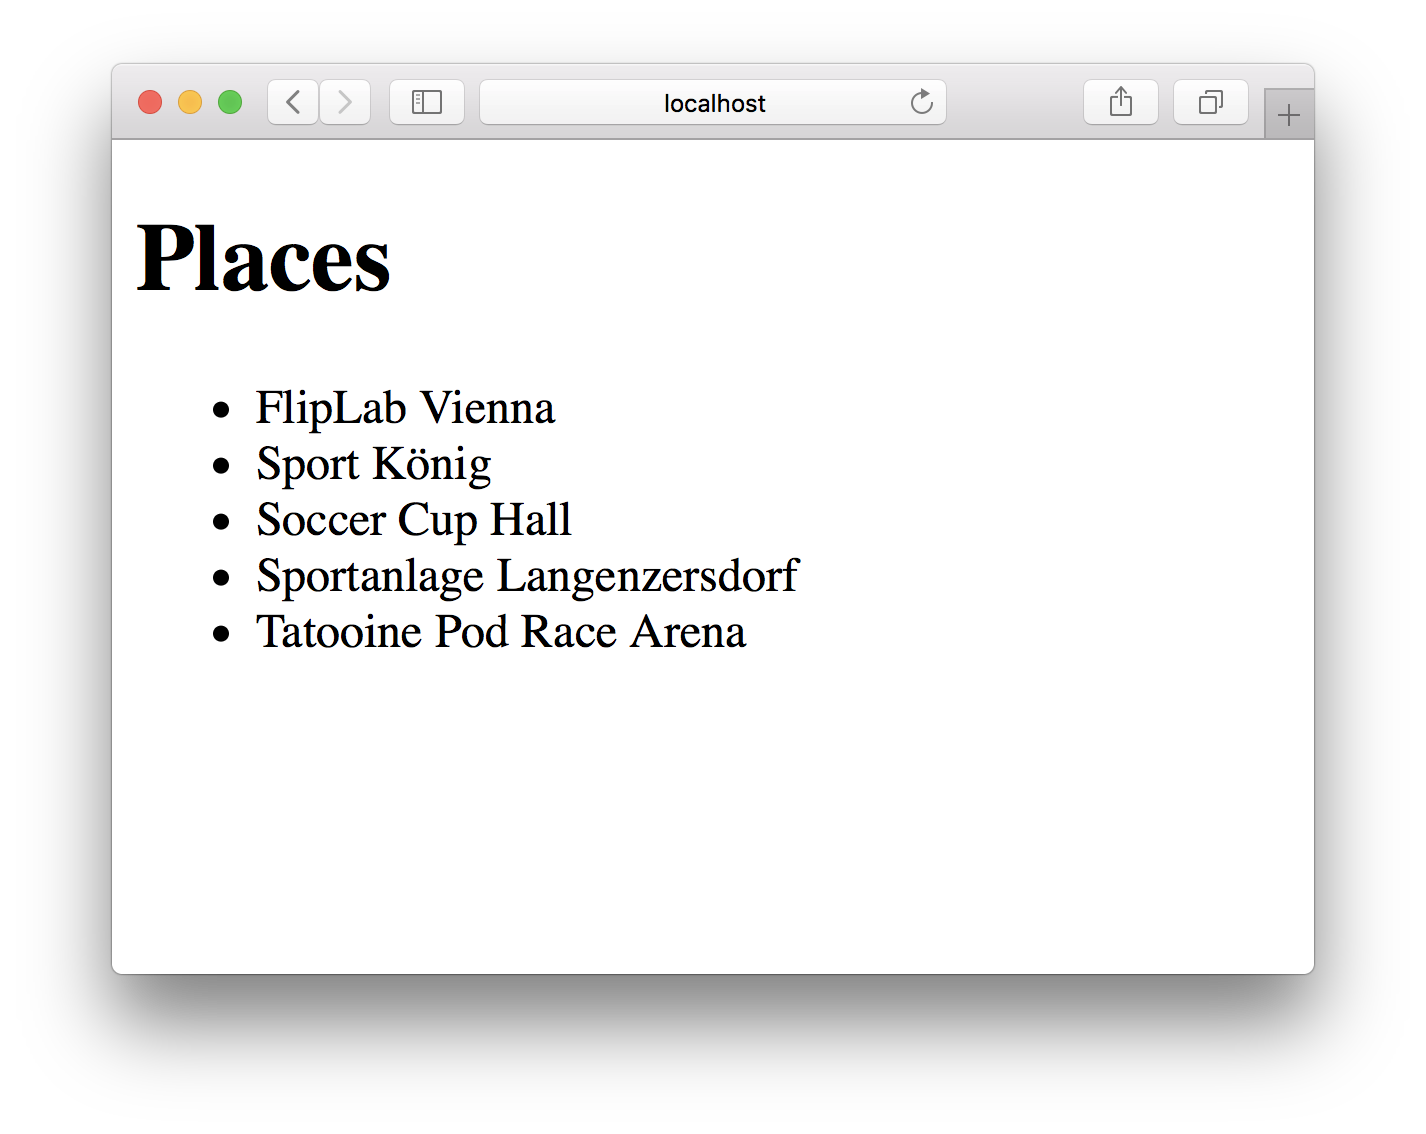 localhost
Places
FlipLab Vienna
Sport König
Soccer Cup Hall
Sportanlage Langenzersdorf
Tatooine Pod Race Arena